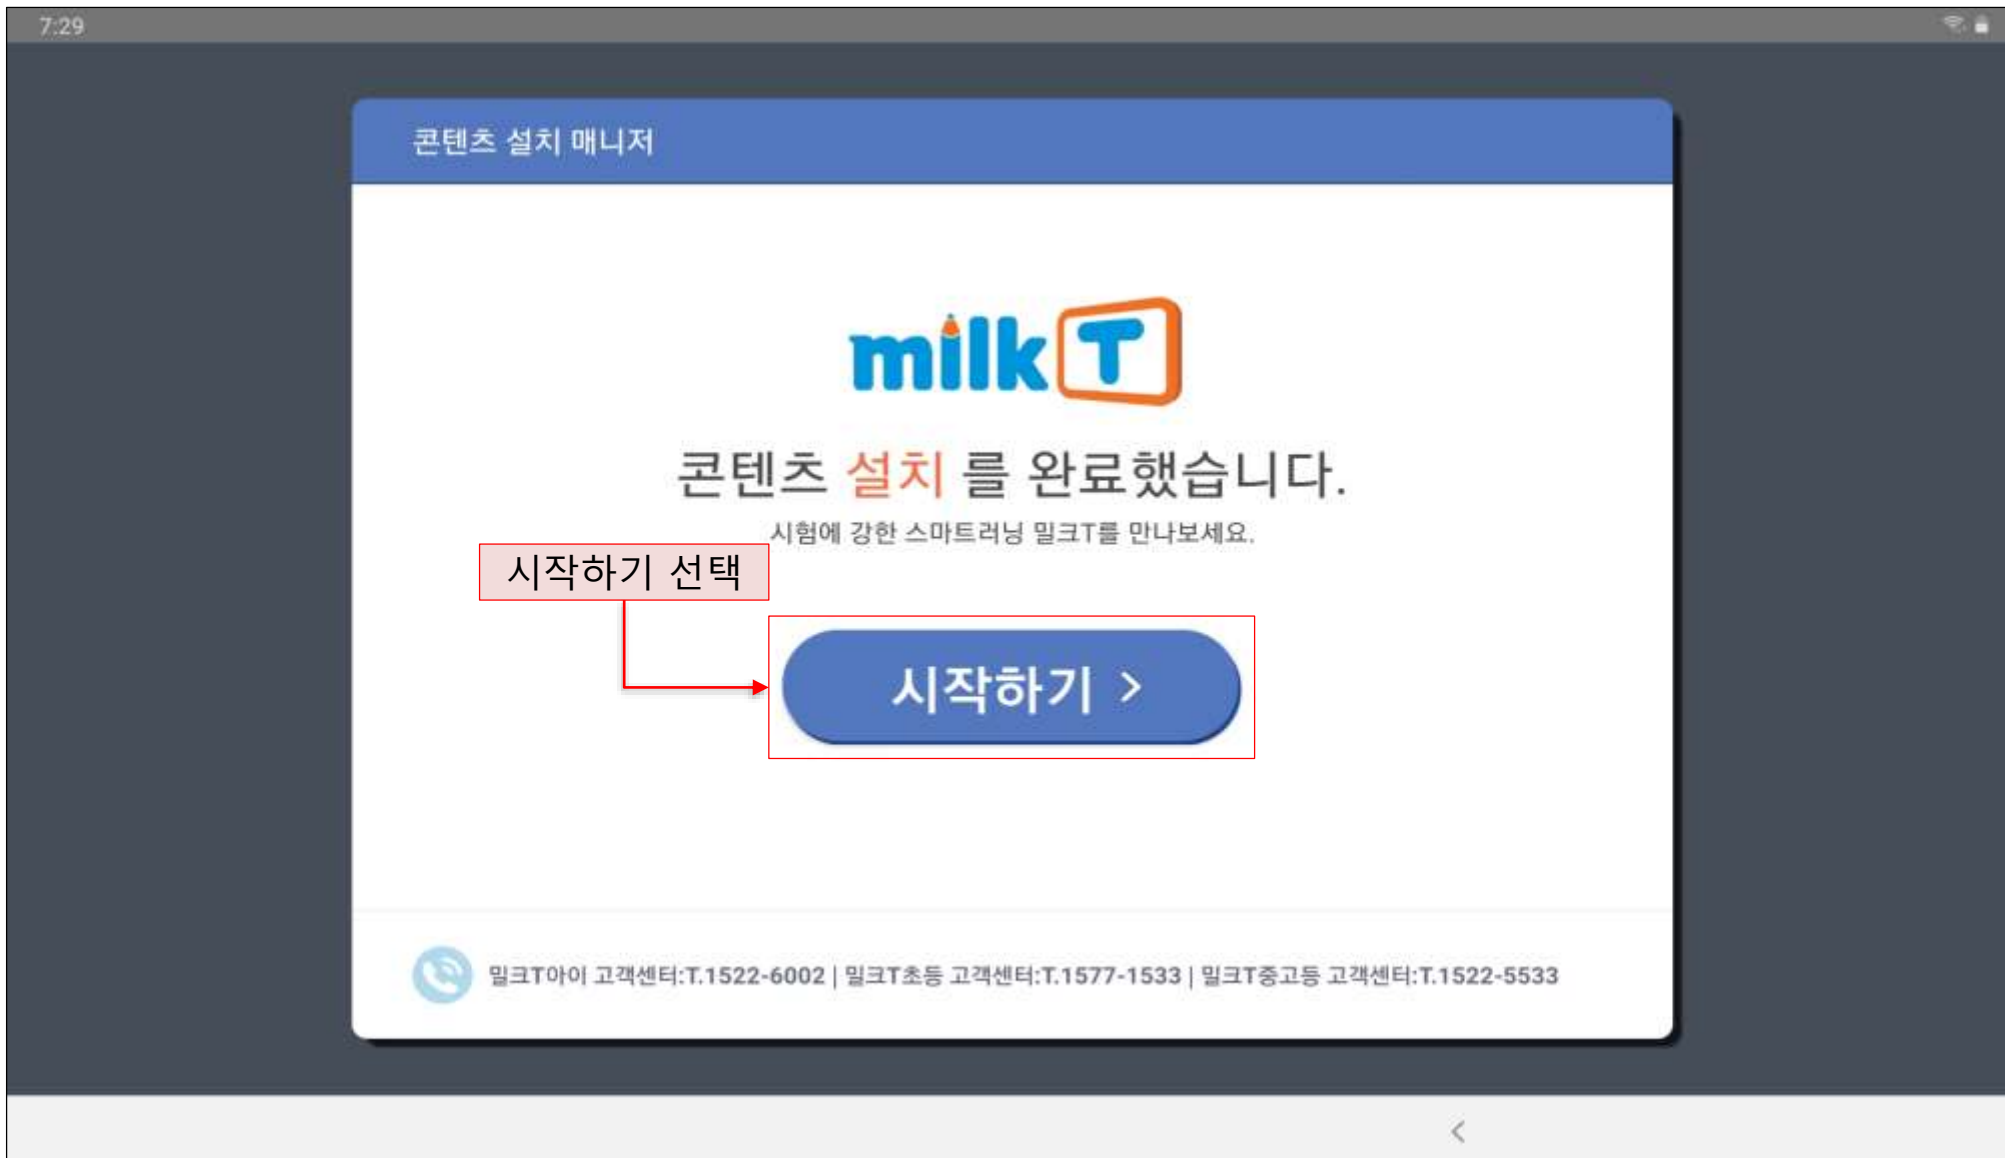 7:29
콘텐츠 설치 매니저
milkT
콘텐츠 설치 를 완료했습니다.
시험에 강한 스마트러닝 밀크T를 만나보세요.
시작하기 선택
시작하기 >
밀크T아이 고객센터:T.1522-6002 | 밀크T초등 고객센터:T.1577-1533 | 밀크T중고등 고객센터:T.1522-5533